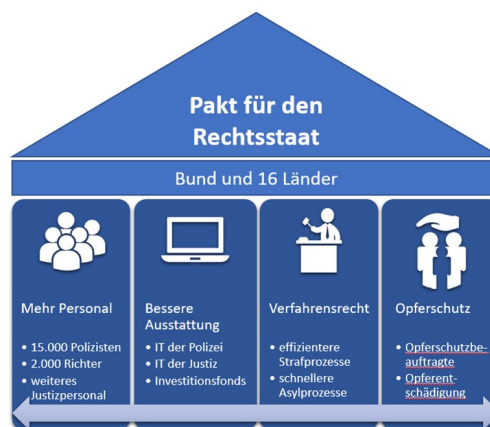 Pakt für den
Rechtsstaat
Bund und 16 Länder
Mehr Personal
• 15.000 Polizisten
• 2.000 Richter
• weiteres
Justizpersonal
Bessere
Ausstattung
• IT der Polizei
• IT der Justiz
• Investitionsfonds
Verfahrensrecht
• effizientere
Strafprozesse
• schnellere
Asylprozesse
Opferschutz
• Opferschutzbe-
auftragte
• Opferent-
schädigung